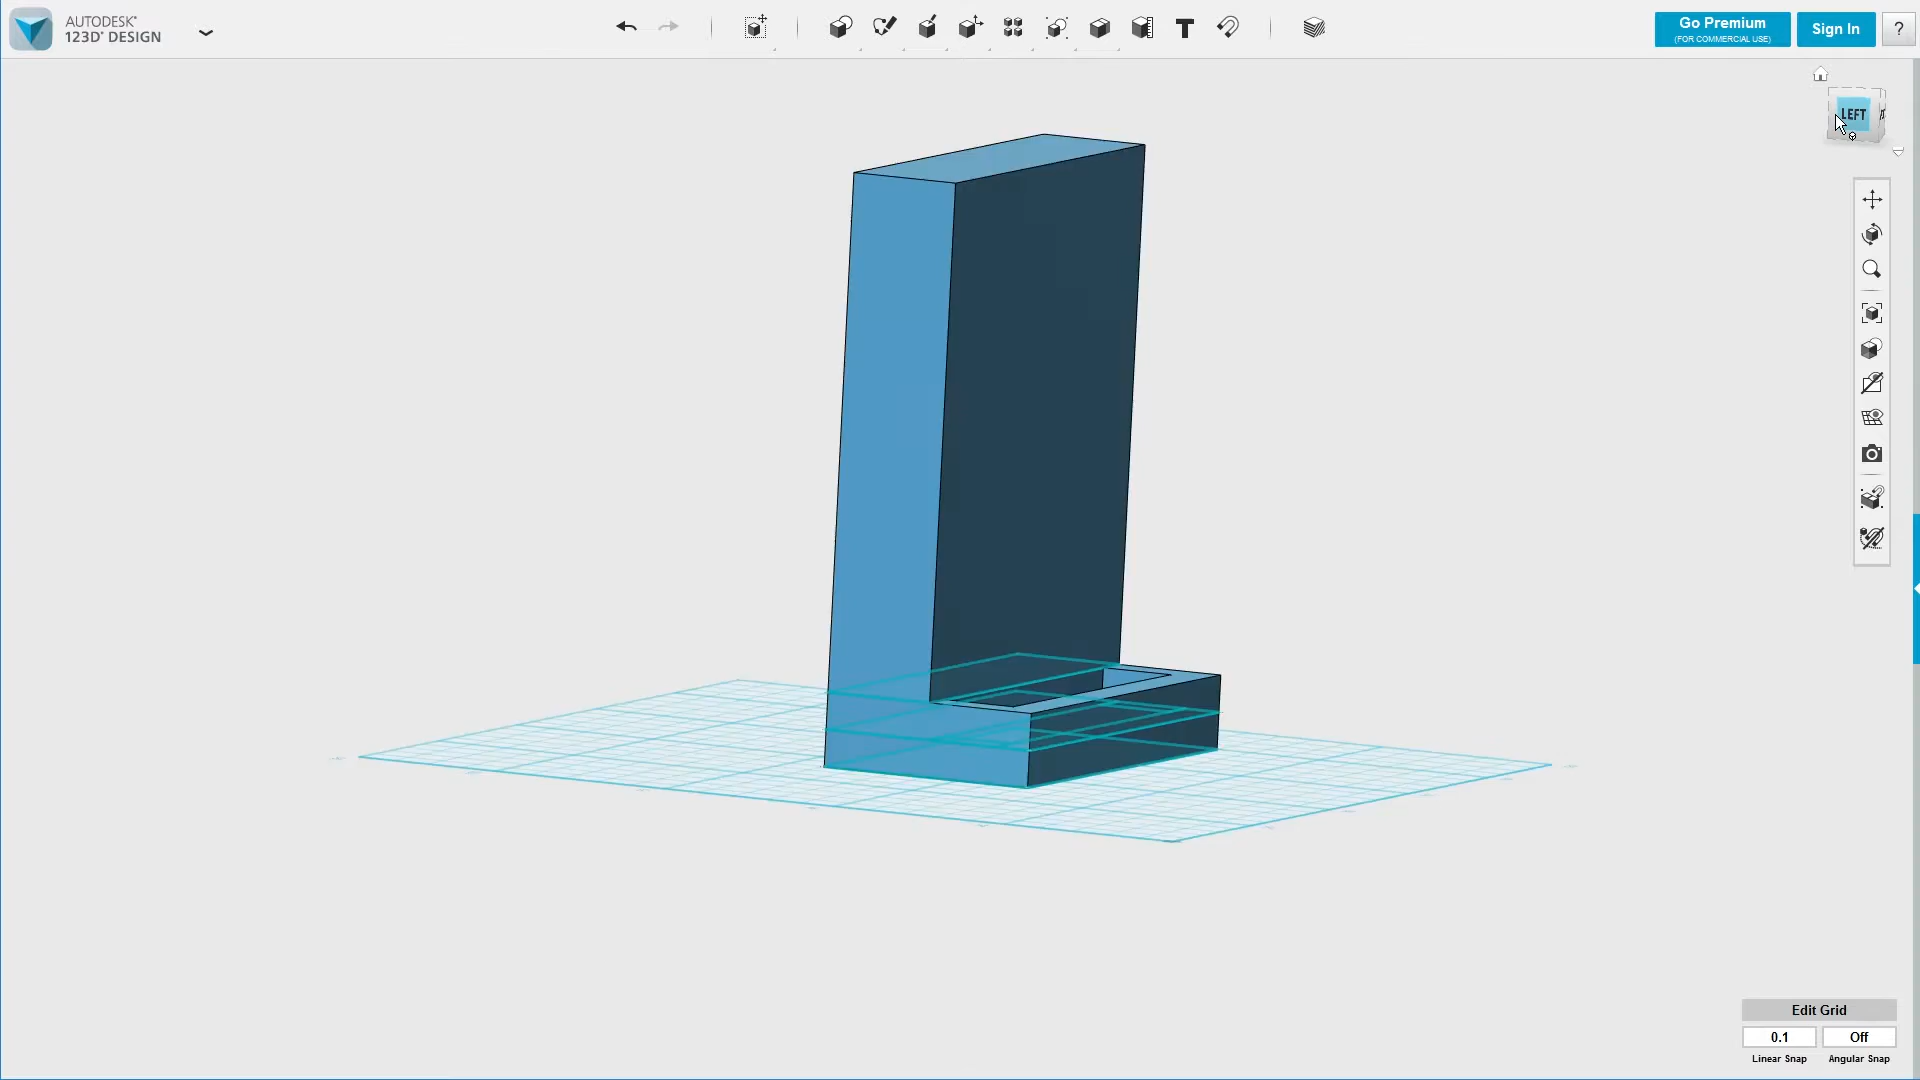 AUTODESK®
123D® DESIGN
T
Go Premium
(FOR COMMERCIAL USE)
Sign In
?
LEFT
Edit Grid
0.1
Off
Linear Snap
Angular Snap